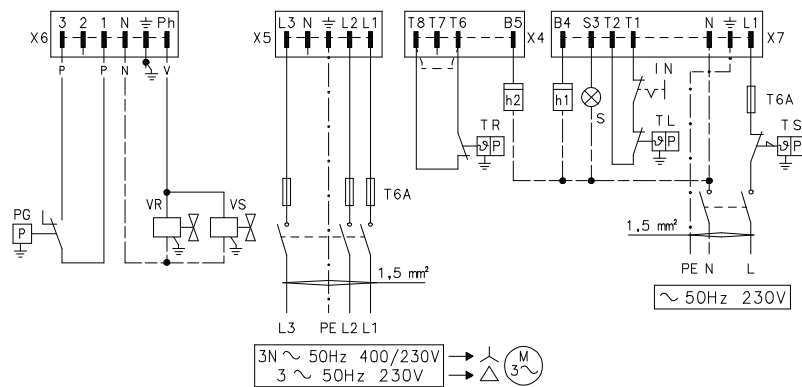 3 2 1 N Ph
L3 N L2 L1
T8 T7 T6 B5
B4 S3 T2 T1 N L1
X6
X5
X4
X7
P P N V
IN
h2
h1
S
T6A
TR
ϑ P
TL
ϑ P
TS
ϑ P
PG
P
VR
VS
T6A
1,5 mm²
1,5 mm²
PE N L
~ 50Hz 230V
L3 PE L2 L1
3N ~ 50Hz 400/230V
3 ~ 50Hz 230V
M
3~